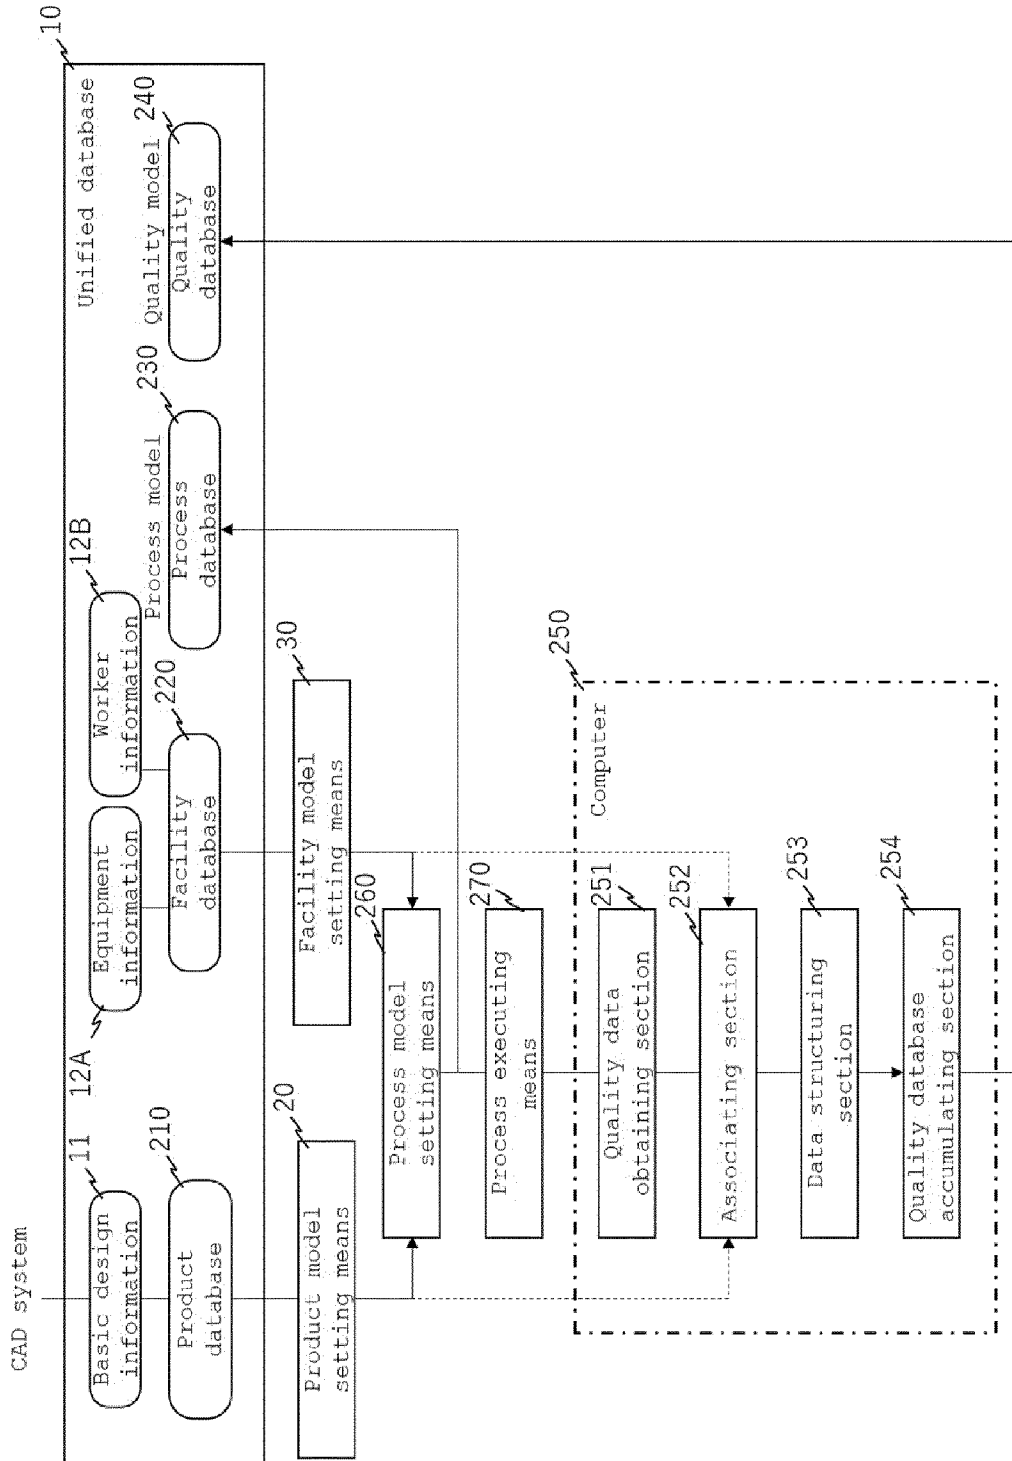 CAD system
10
Unified database
11
Basic design
information
12A
Equipment
information
12B
Worker
information
210
Product
database
220
Facility
database
Process model
230
Process
database
Quality model
240
Quality
database
20
Product model
setting means
30
Facility model
setting means
260
Process model
setting means
270
Process executing
means
250
Computer
251
Quality data
obtaining section
252
Associating section
253
Data structuring
section
254
Quality database
accumulating section